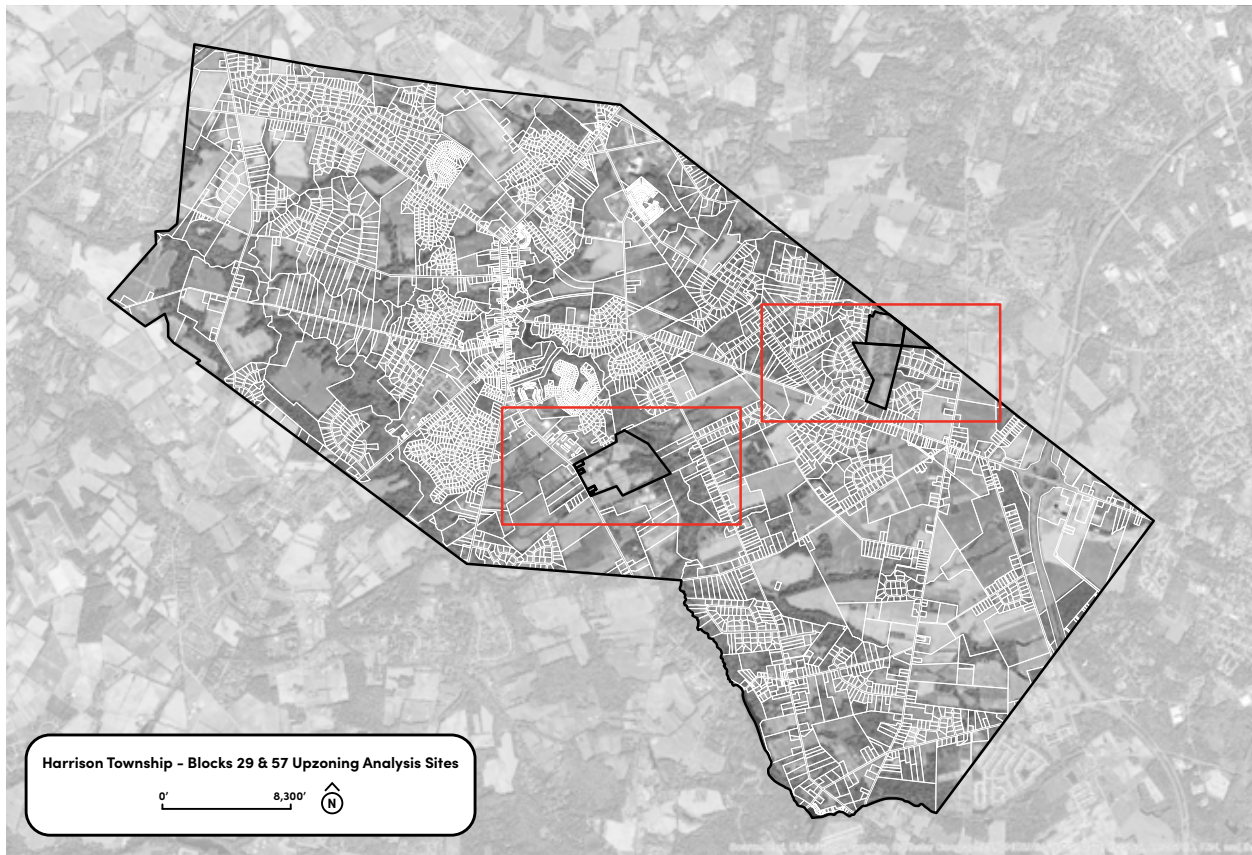 Harrison Township - Blocks 29 & 57 Upzoning Analysis Sites
0’ 8,300’ N